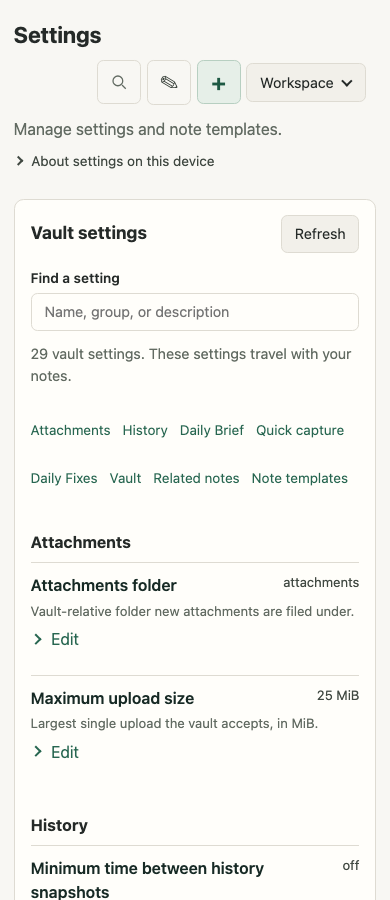 Settings
Workspace
Manage settings and note templates.
About settings on this device
Vault settings
Refresh
Find a setting
Name, group, or description
29 vault settings. These settings travel with your
notes.
Attachments History Daily Brief Quick capture
Daily Fixes Vault Related notes Note templates
Attachments
Attachments folder attachments
Vault-relative folder new attachments are filed under.
Edit
Maximum upload size 25 MiB
Largest single upload the vault accepts, in MiB.
Edit
History
Minimum time between history off
snapshots